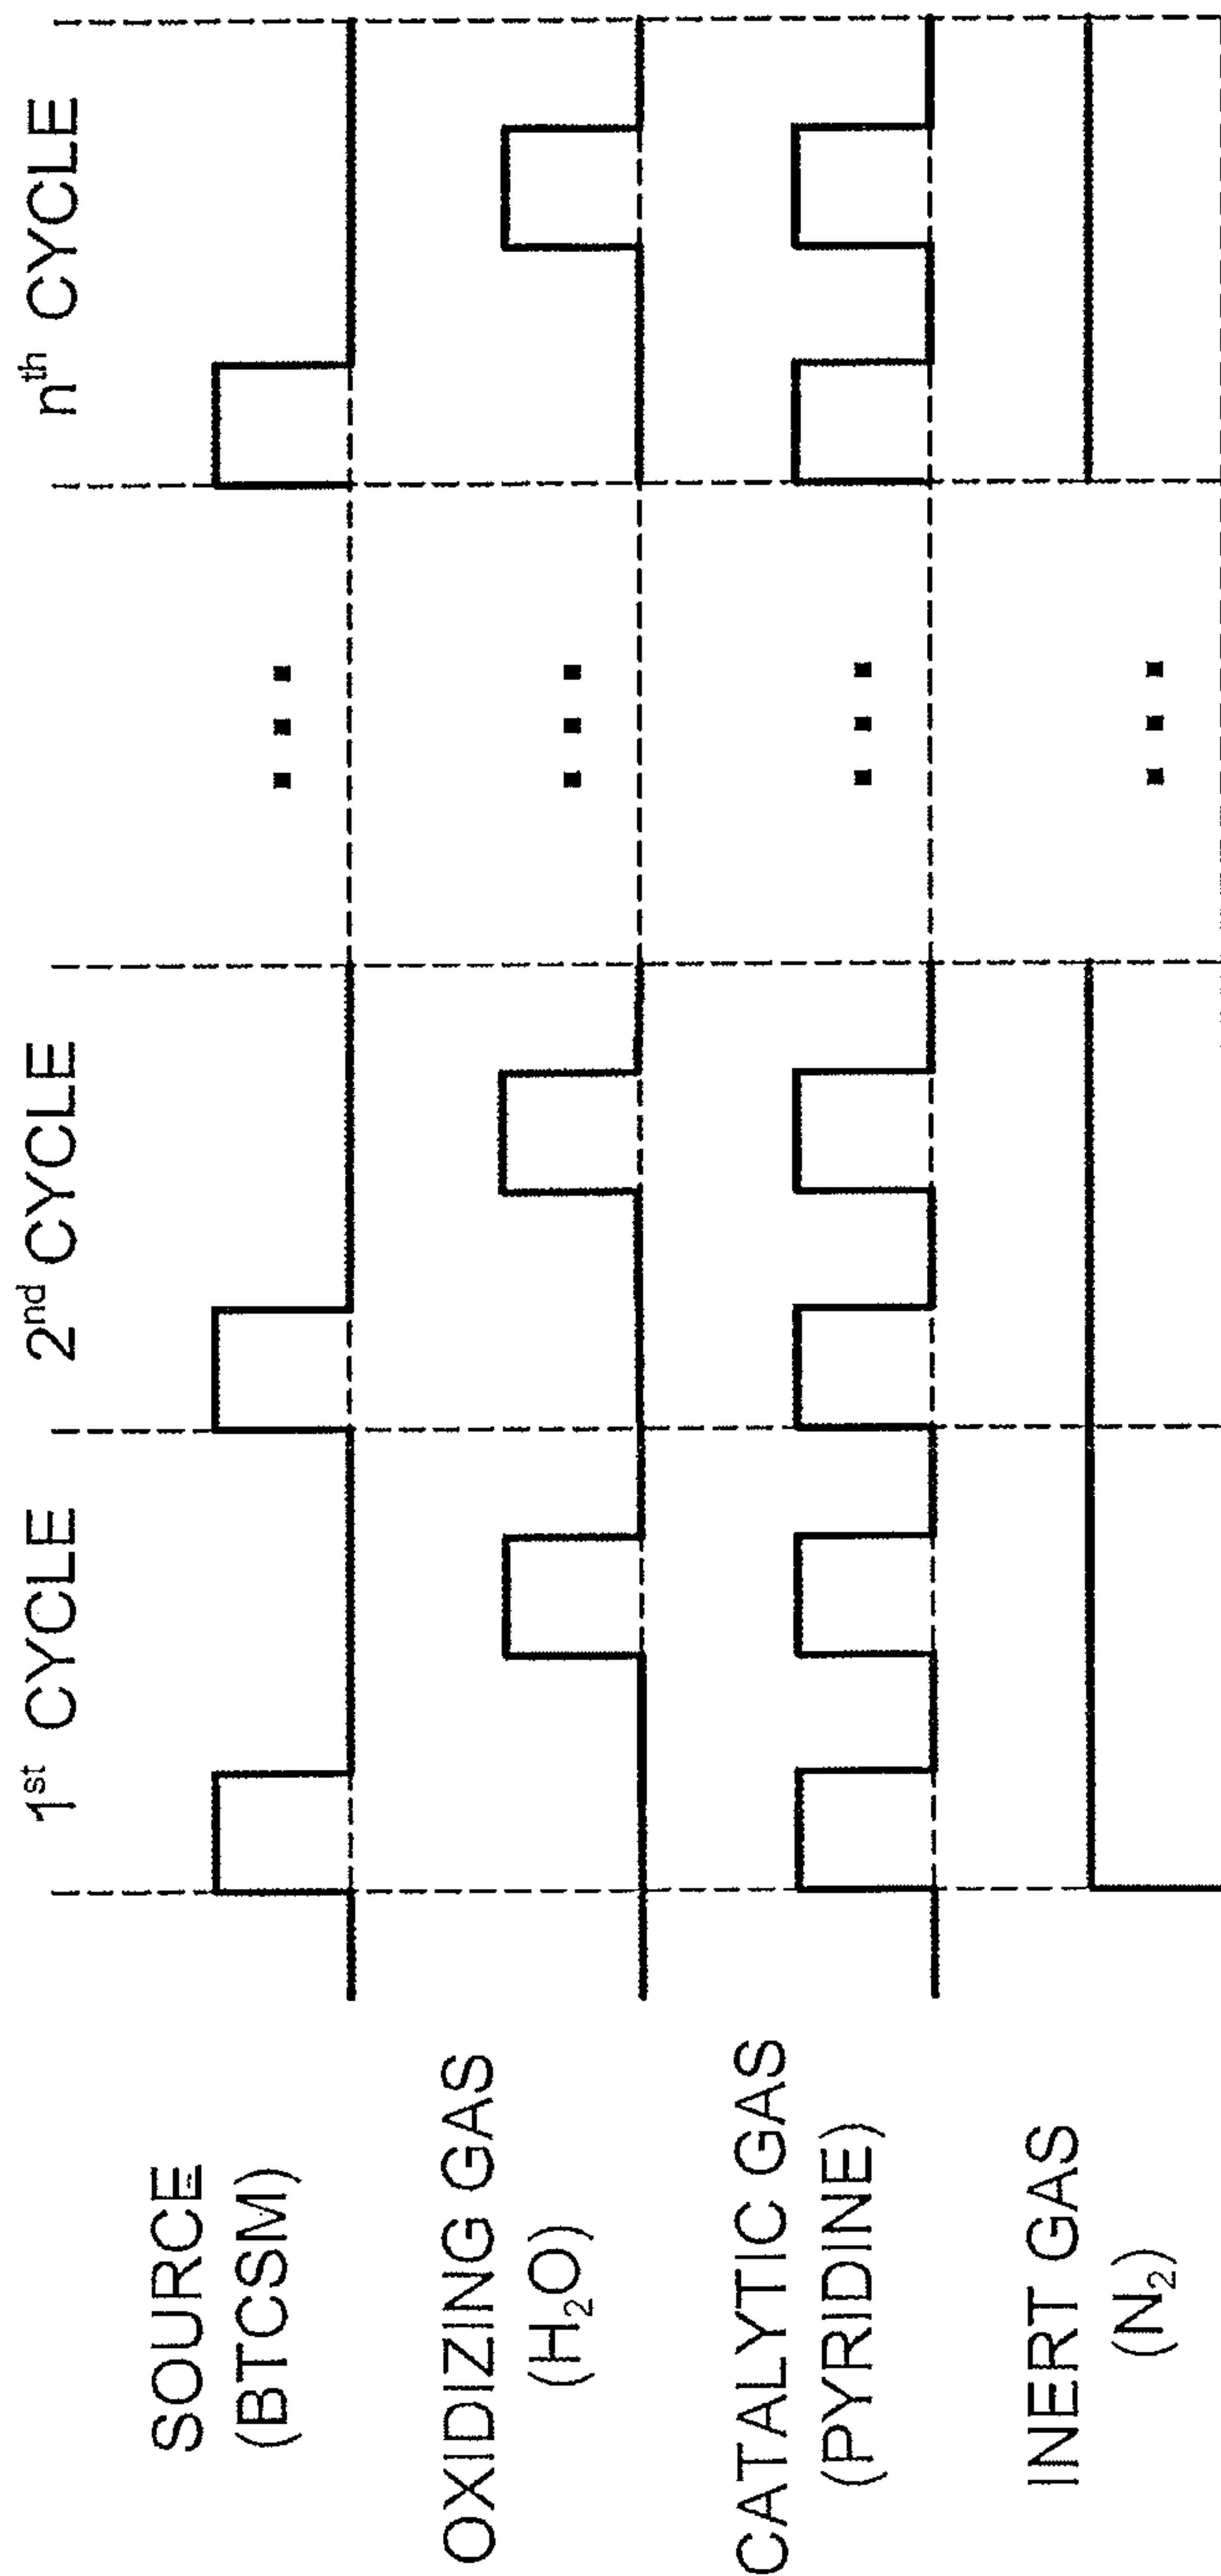 1st CYCLE
2nd CYCLE
nth CYCLE
SOURCE
(BTCSM)
OXIDIZING GAS
(H₂O)
CATALYTIC GAS
(PYRIDINE)
INERT GAS
(N₂)